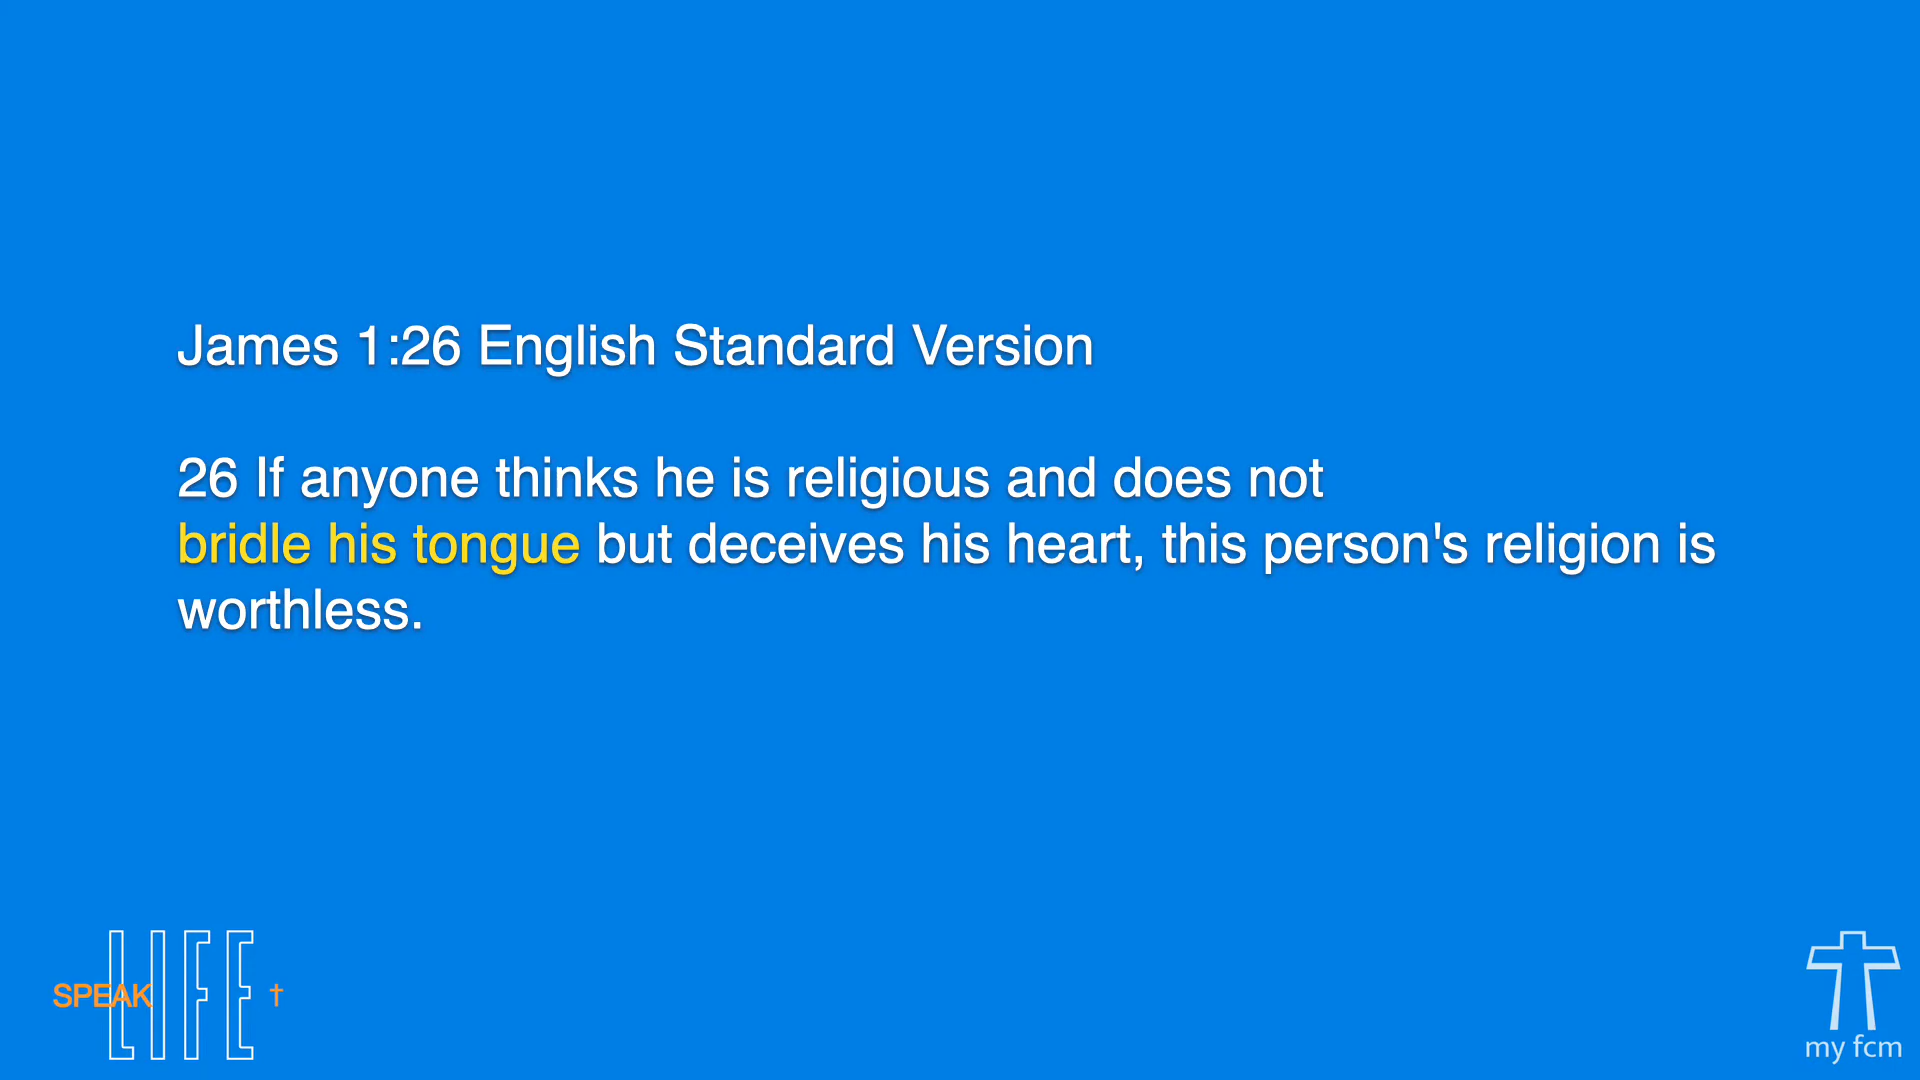 James 1:26 English Standard Version
26 If anyone thinks he is religious and does not
bridle his tongue but deceives his heart, this person's religion is
worthless.
SPEAK LIFE †
my fcm